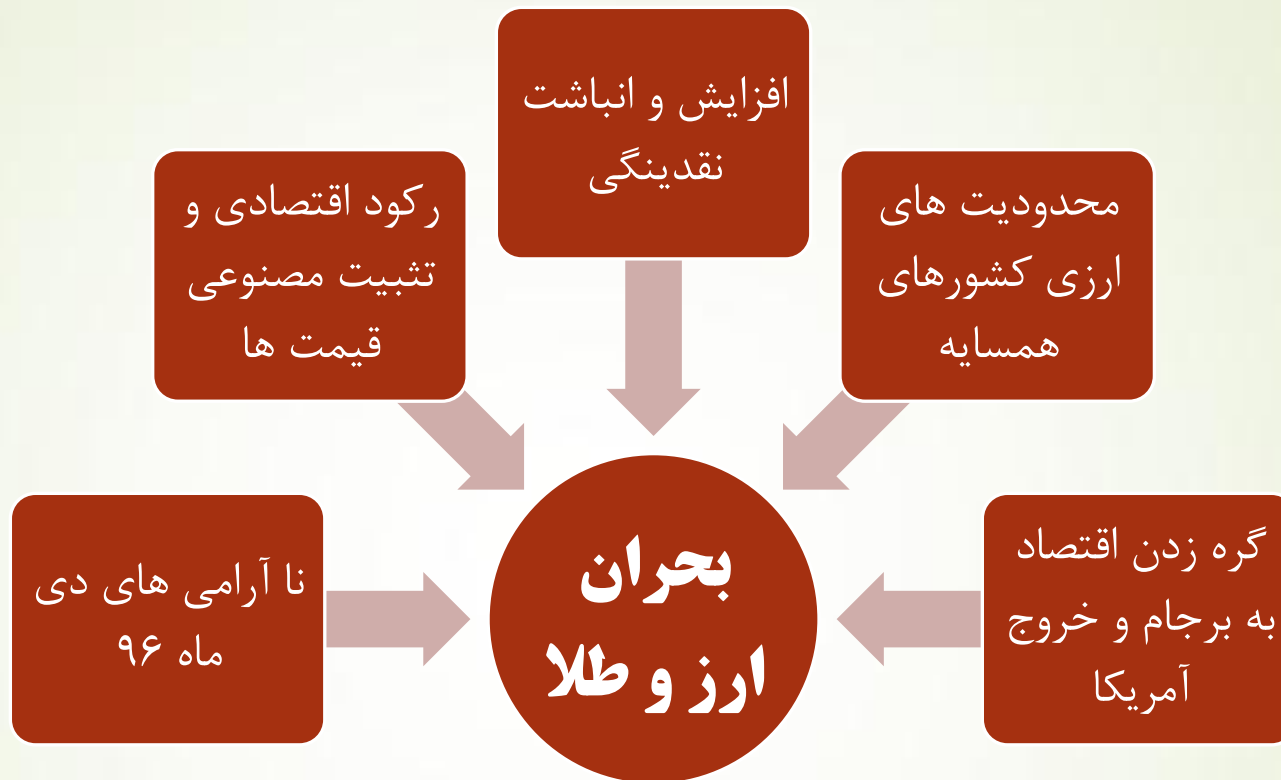 افزایش و انباشت
نقدینگی
محدودیت های
ارزی کشورهای
همسایه
رکود اقتصادی و
تثبیت مصنوعی
قیمت ها
گره زدن اقتصاد
به برجام و خروج
آمریکا
نا آرامی های دی
ماه ۹۶
بحران
ارز و طلا